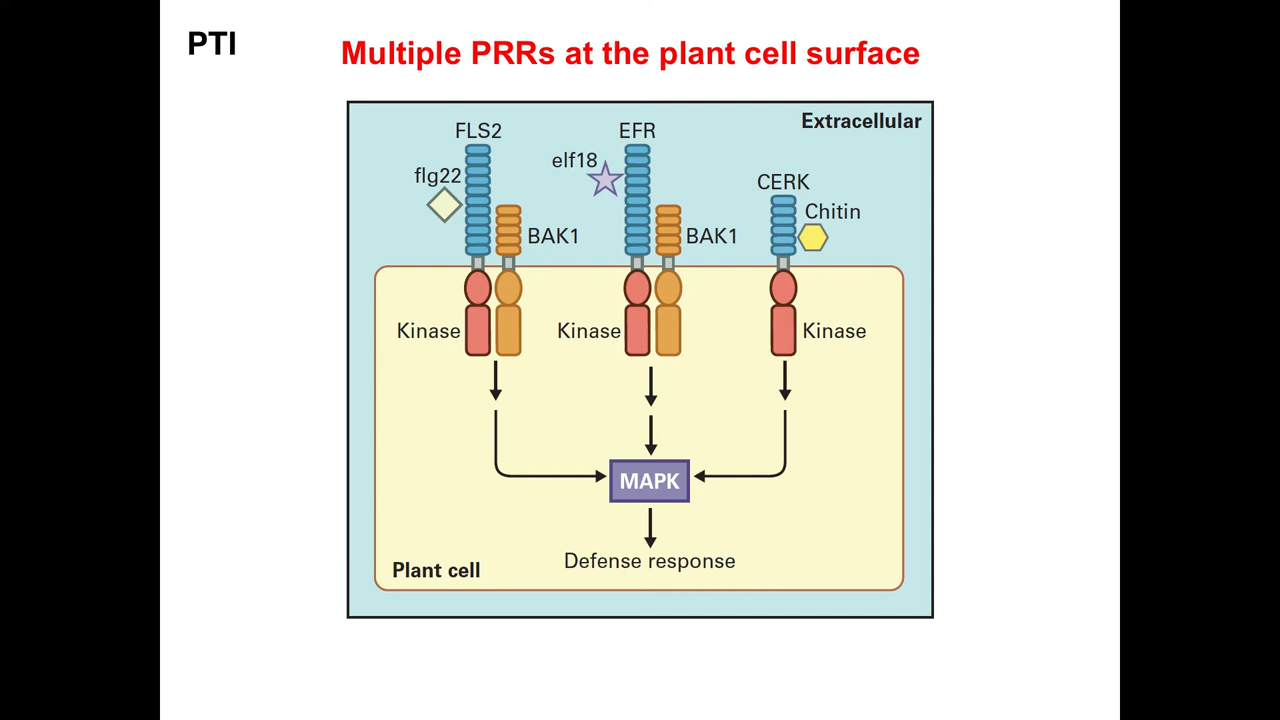 PTI
Multiple PRRs at the plant cell surface
Extracellular
FLS2
EFR
elf18
flg22
CERK
Chitin
BAK1
BAK1
Kinase
Kinase
Kinase
MAPK
Defense response
Plant cell